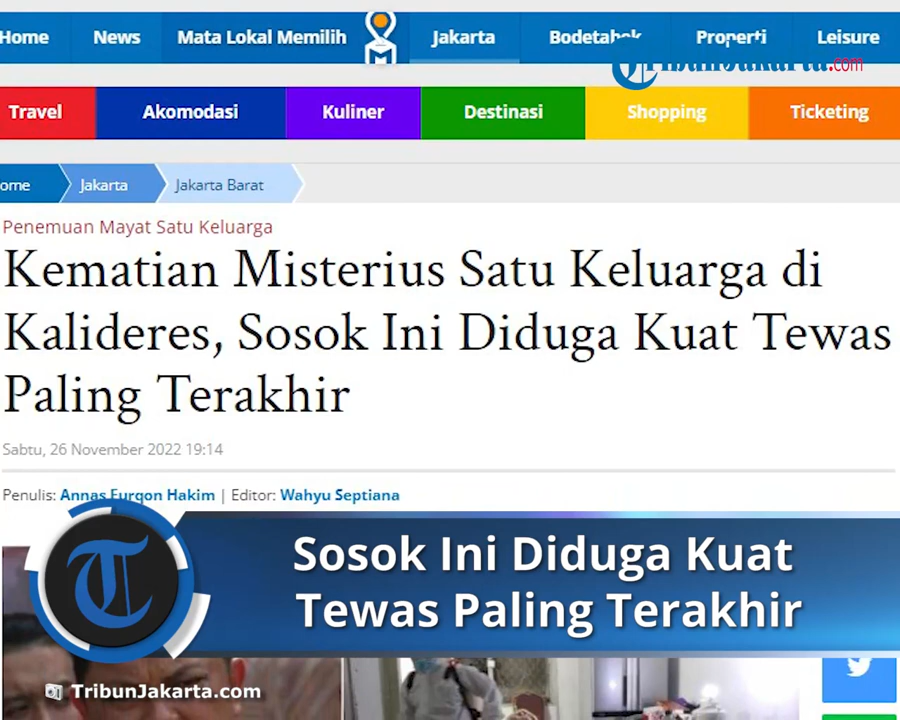 Home News Mata Lokal Memilih Jakarta Bodetabek Properti Leisure
TribunJakarta.com
Travel Akomodasi Kuliner Destinasi Shopping Ticketing
ome Jakarta Jakarta Barat
Penemuan Mayat Satu Keluarga
Kematian Misterius Satu Keluarga di
Kalideres, Sosok Ini Diduga Kuat Tewas
Paling Terakhir
Sabtu, 26 November 2022 19:14
Penulis: Annas Furqon Hakim | Editor: Wahyu Septiana
Sosok Ini Diduga Kuat
Tewas Paling Terakhir
TribunJakarta.com